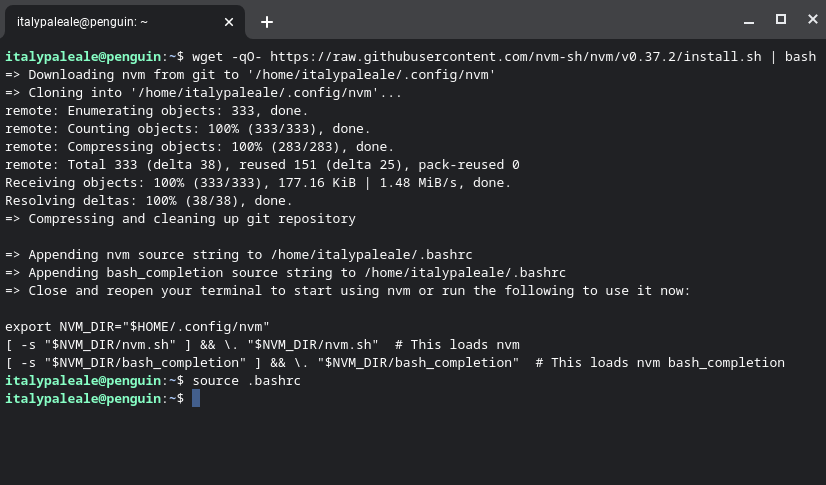 italypaleale@penguin: ~
italypaleale@penguin:~$ wget -qO- https://raw.githubusercontent.com/nvm-sh/nvm/v0.37.2/install.sh | bash
=> Downloading nvm from git to '/home/italypaleale/.config/nvm'
=> Cloning into '/home/italypaleale/.config/nvm'...
remote: Enumerating objects: 333, done.
remote: Counting objects: 100% (333/333), done.
remote: Compressing objects: 100% (283/283), done.
remote: Total 333 (delta 38), reused 151 (delta 25), pack-reused 0
Receiving objects: 100% (333/333), 177.16 KiB | 1.48 MiB/s, done.
Resolving deltas: 100% (38/38), done.
=> Compressing and cleaning up git repository
=> Appending nvm source string to /home/italypaleale/.bashrc
=> Appending bash_completion source string to /home/italypaleale/.bashrc
=> Close and reopen your terminal to start using nvm or run the following to use it now:
export NVM_DIR="$HOME/.config/nvm"
[ -s "$NVM_DIR/nvm.sh" ] && \. "$NVM_DIR/nvm.sh"  # This loads nvm
[ -s "$NVM_DIR/bash_completion" ] && \. "$NVM_DIR/bash_completion"  # This loads nvm bash_completion
italypaleale@penguin:~$ source .bashrc
italypaleale@penguin:~$